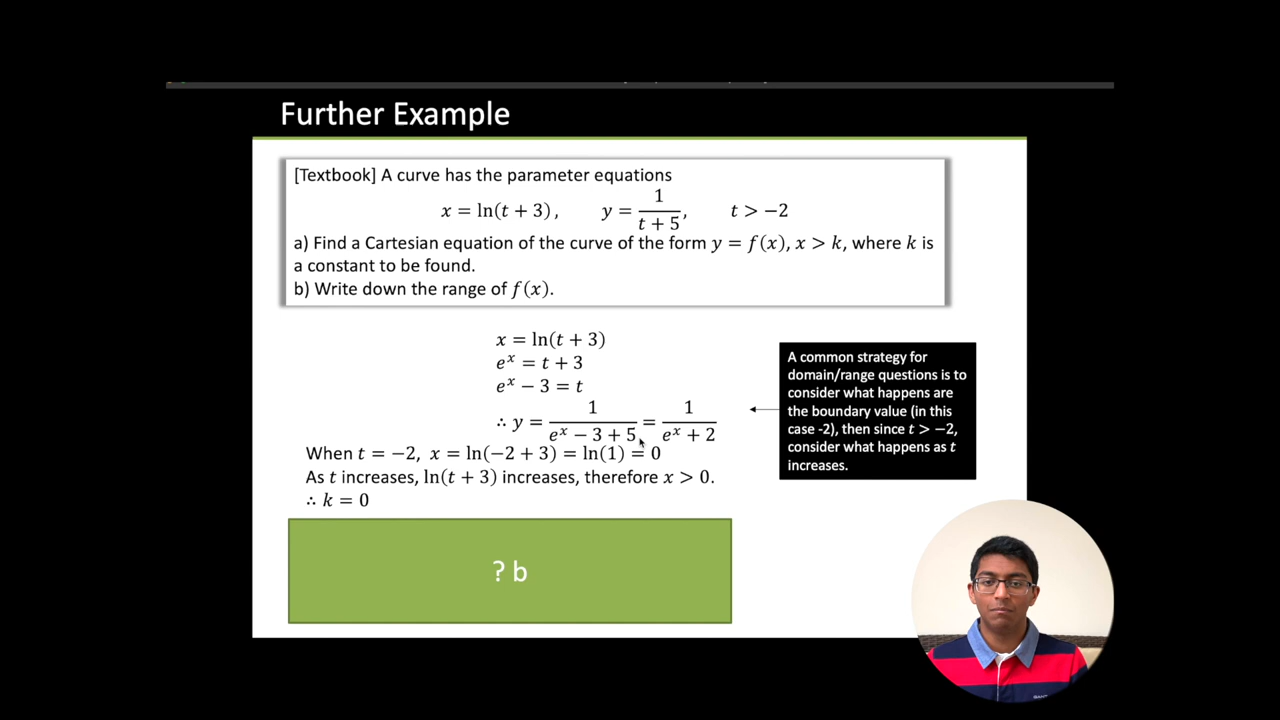 Further Example
[Textbook] A curve has the parameter equations
x = ln(t + 3), y = 1/(t + 5), t > −2
a) Find a Cartesian equation of the curve of the form y = f(x), x > k, where k is
a constant to be found.
b) Write down the range of f(x).
x = ln(t + 3)
e^x = t + 3
e^x − 3 = t
∴ y = 1/(e^x − 3 + 5) = 1/(e^x + 2)
When t = −2, x = ln(−2 + 3) = ln(1) = 0
As t increases, ln(t + 3) increases, therefore x > 0.
∴ k = 0
A common strategy for
domain/range questions is to
consider what happens are
the boundary value (in this
case -2), then since t > −2,
consider what happens as t
increases.
? b